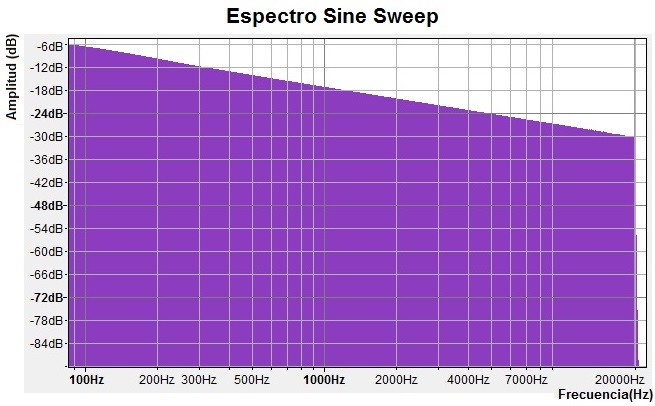 Espectro Sine Sweep
Amplitud (dB)
-6dB
-12dB
-18dB
-24dB
-30dB
-36dB
-42dB
-48dB
-54dB
-60dB
-66dB
-72dB
-78dB
-84dB
100Hz 200Hz 300Hz 500Hz 1000Hz 2000Hz 4000Hz 7000Hz 20000Hz
Frecuencia(Hz)